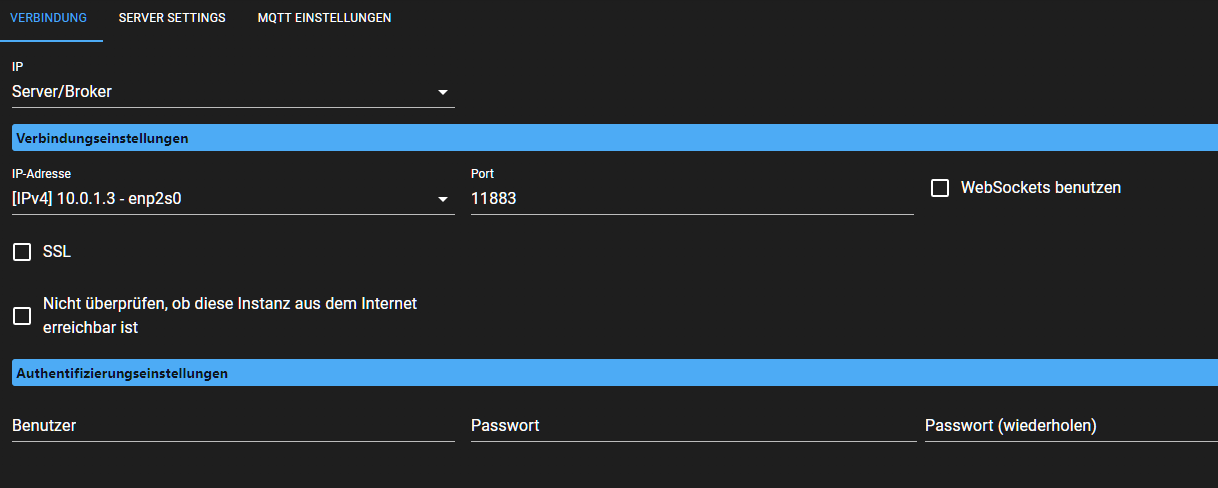 VERBINDUNG SERVER SETTINGS MQTT EINSTELLUNGEN
IP
Server/Broker
Verbindungseinstellungen
IP-Adresse Port
[IPv4] 10.0.1.3 - enp2s0 11883 WebSockets benutzen
SSL
Nicht überprüfen, ob diese Instanz aus dem Internet
erreichbar ist
Authentifizierungseinstellungen
Benutzer Passwort Passwort (wiederholen)